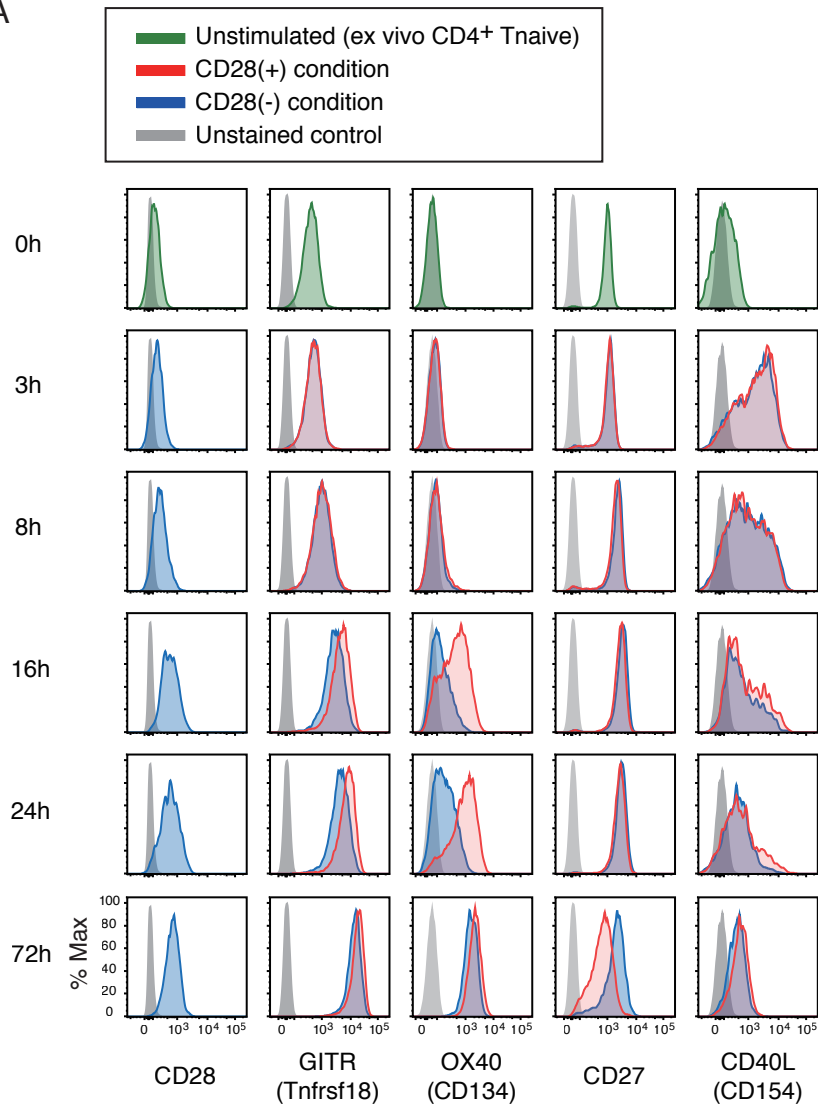 A
Unstimulated (ex vivo CD4+ Tnaive)
CD28(+) condition
CD28(-) condition
Unstained control
0h
3h
8h
16h
24h
72h
% Max
100
80
60
40
20
0
0 10³ 10⁴ 10⁵
0 10³ 10⁴ 10⁵
0 10³ 10⁴ 10⁵
0 10³ 10⁴ 10⁵
0 10³ 10⁴ 10⁵
CD28
GITR
(Tnfrsf18)
OX40
(CD134)
CD27
CD40L
(CD154)